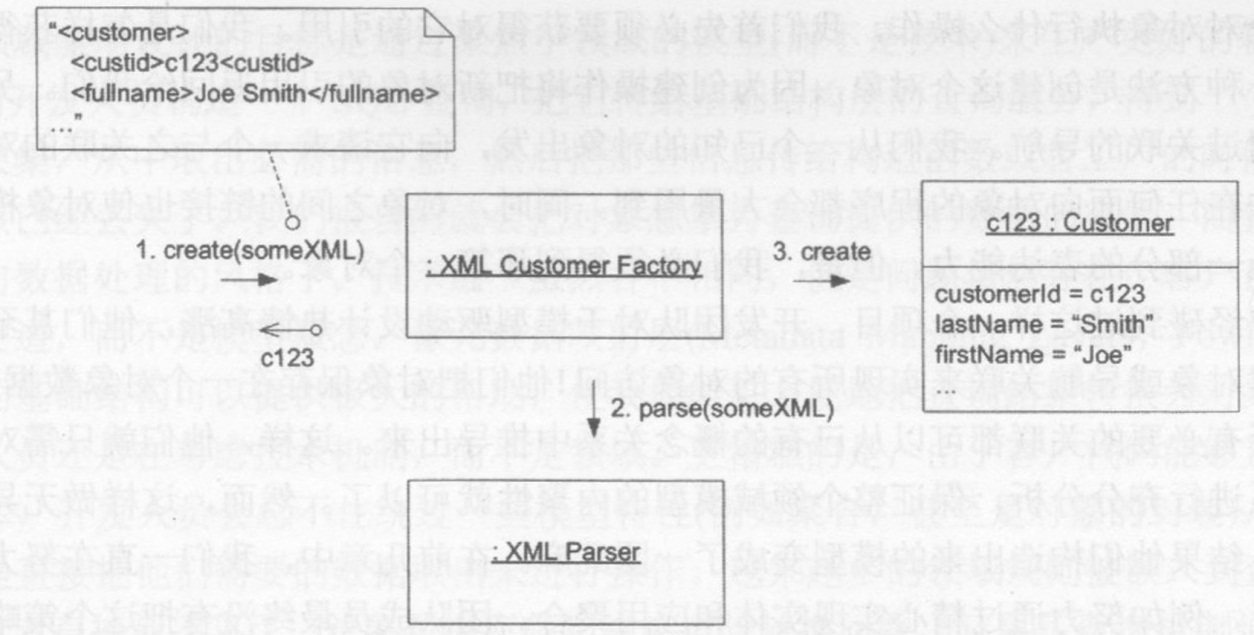 "<customer>
<custid>c123<custid>
<fullname>Joe Smith</fullname>
...."
1. create(someXML)
c123
: XML Customer Factory
2. parse(someXML)
: XML Parser
3. create
c123 : Customer
customerId = c123
lastName = "Smith"
firstName = "Joe"
...